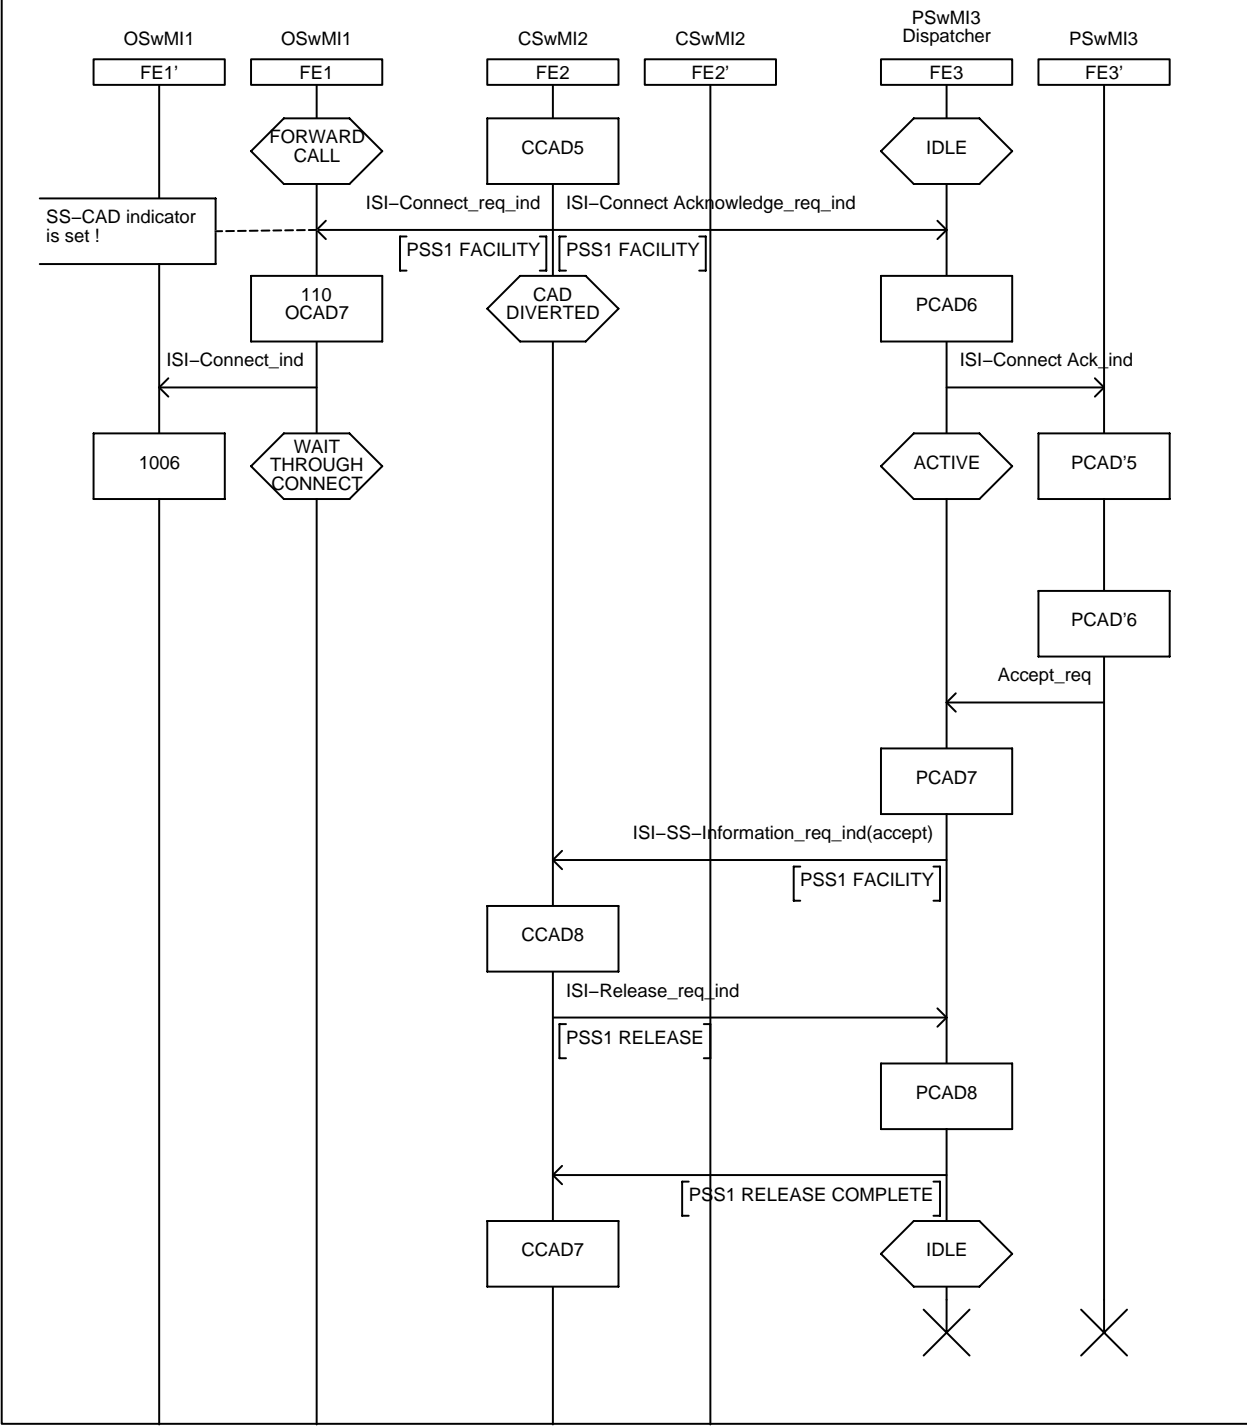 OSwMI1
OSwMI1
CSwMI2
CSwMI2
PSwMI3
Dispatcher
PSwMI3
FE1’
FE1
FE2
FE2’
FE3
FE3’
FORWARD
CALL
CCAD5
IDLE
SS–CAD indicator
is set !
ISI–Connect_req_ind
ISI–Connect Acknowledge_req_ind
PSS1 FACILITY
PSS1 FACILITY
110
OCAD7
CAD
DIVERTED
PCAD6
ISI–Connect_ind
ISI–Connect Ack_ind
1006
WAIT
THROUGH
CONNECT
ACTIVE
PCAD’5
PCAD’6
Accept_req
PCAD7
ISI–SS–Information_req_ind(accept)
PSS1 FACILITY
CCAD8
ISI–Release_req_ind
PSS1 RELEASE
PCAD8
PSS1 RELEASE COMPLETE
CCAD7
IDLE